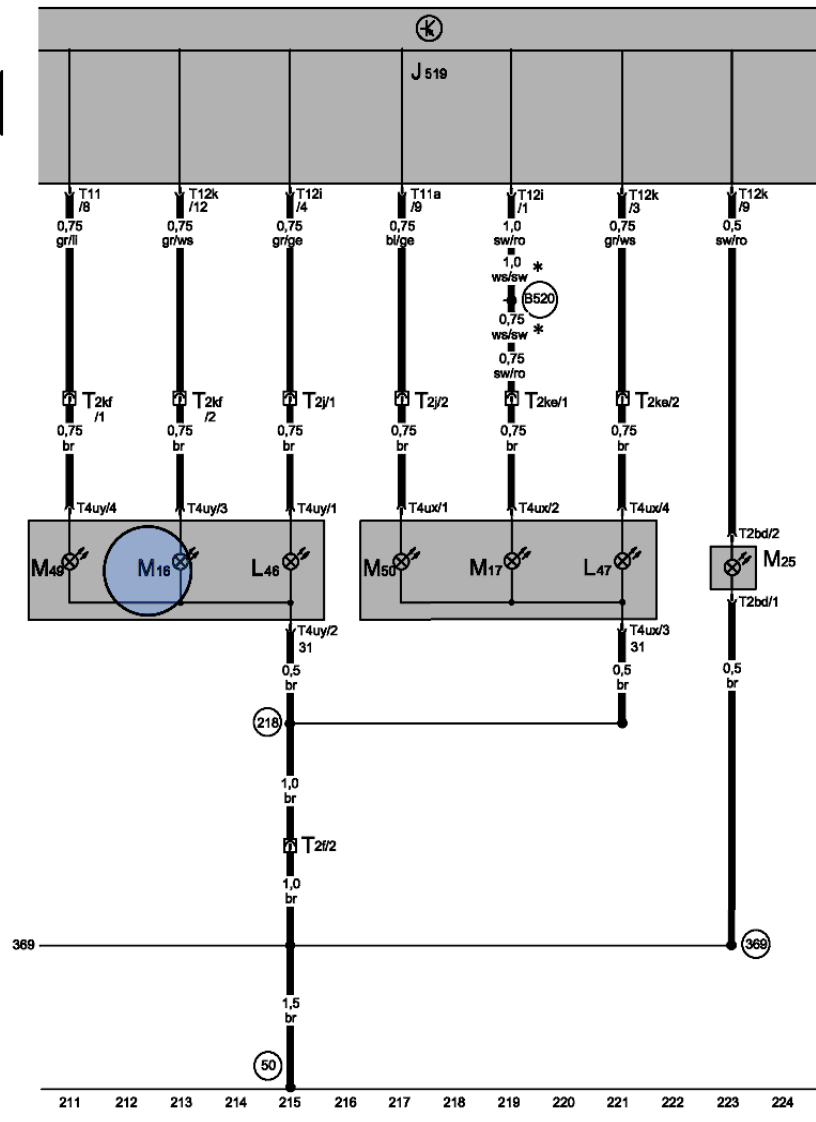 J 519
T11 T12k T12i T11a T12i T12k T12k
/8 /12 /4 /9 /1 /3 /9
0,75 0,75 0,75 0,75 1,0 0,75 0,5
gr/li gr/ws gr/ge bl/ge sw/ro gr/ws sw/ro
1,0 *
ws/sw
B520
0,75 *
ws/sw
0,75
sw/ro
T2kf T2kf T2j/1 T2j/2 T2ke/1 T2ke/2
/1 /2
0,75 0,75 0,75 0,75 0,75 0,75
br br br br br br
T4uy/4 T4uy/3 T4uy/1 T4ux/1 T4ux/2 T4ux/4
T2bd/2
M49 M16 L46 M50 M17 L47 M25
T2bd/1
T4uy/2 T4ux/3
31 31
0,5 0,5 0,5
br br br
218
1,0
br
T2f/2
1,0
br
369 369
1,5
br
50
211 212 213 214 215 216 217 218 219 220 221 222 223 224